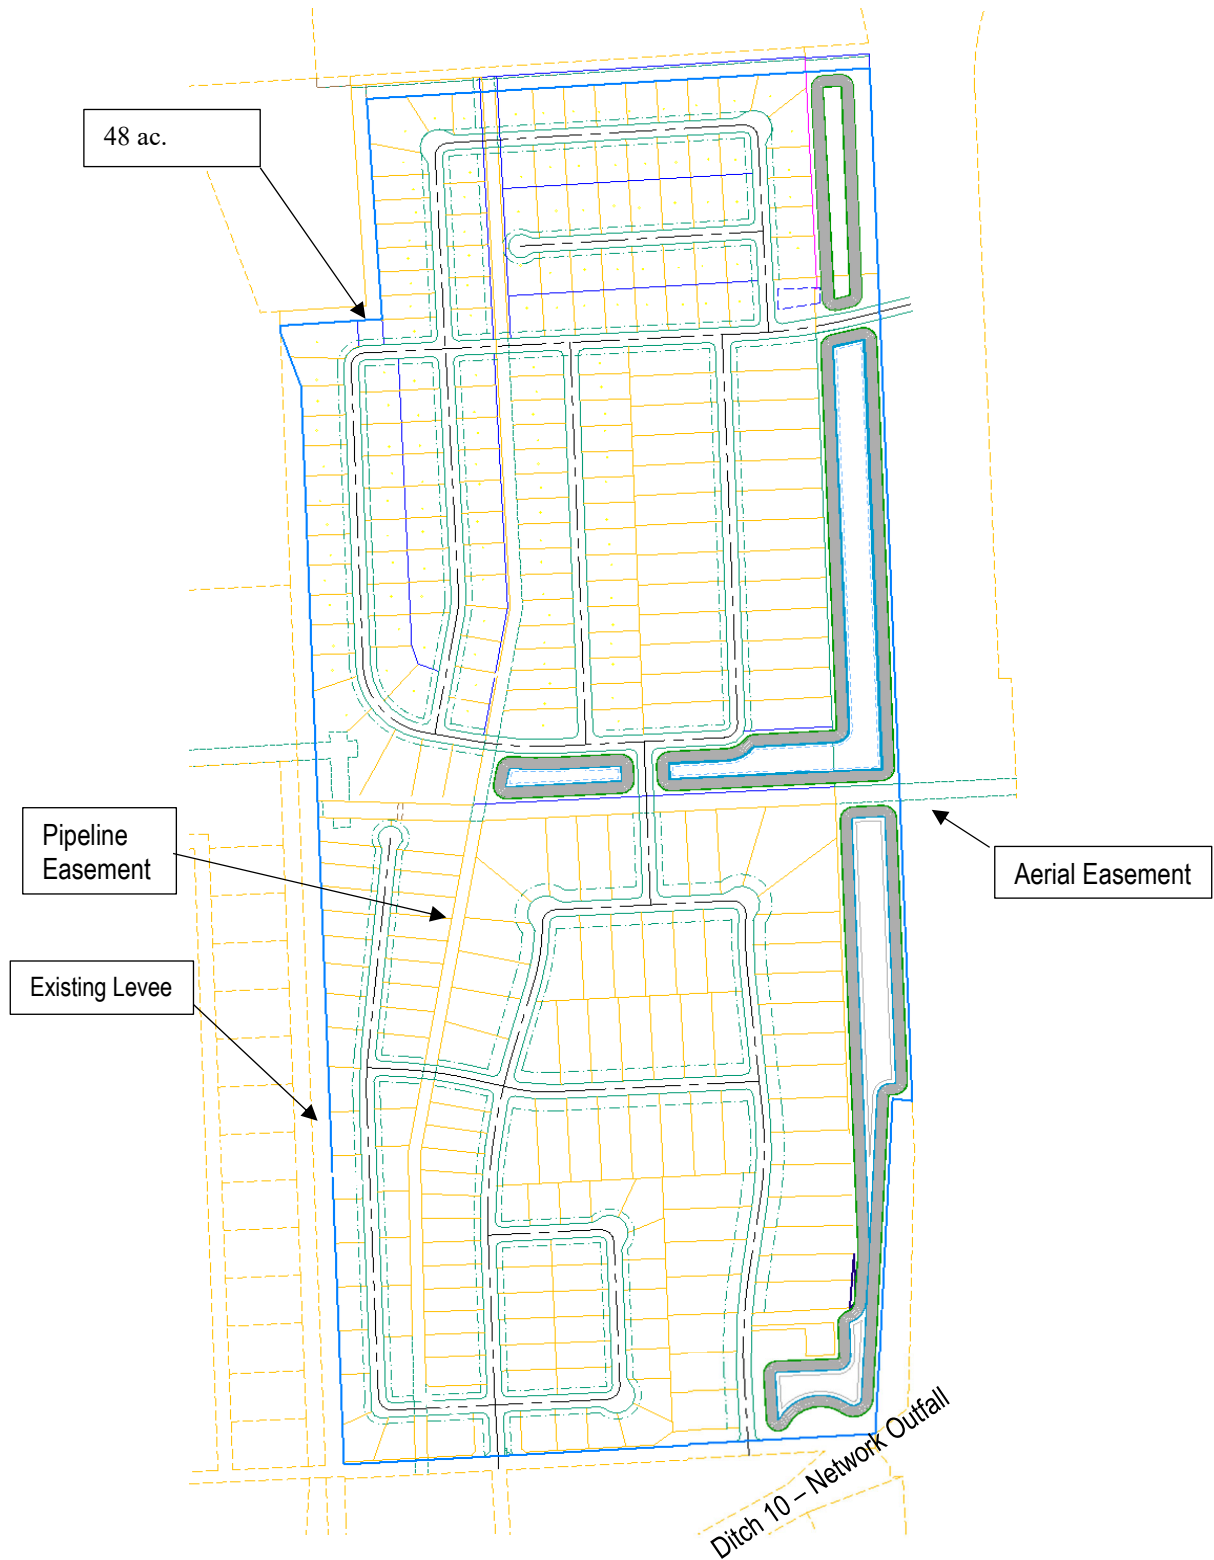 48 ac.
Pipeline
Easement
Aerial Easement
Existing Levee
Ditch 10 – Network Outfall